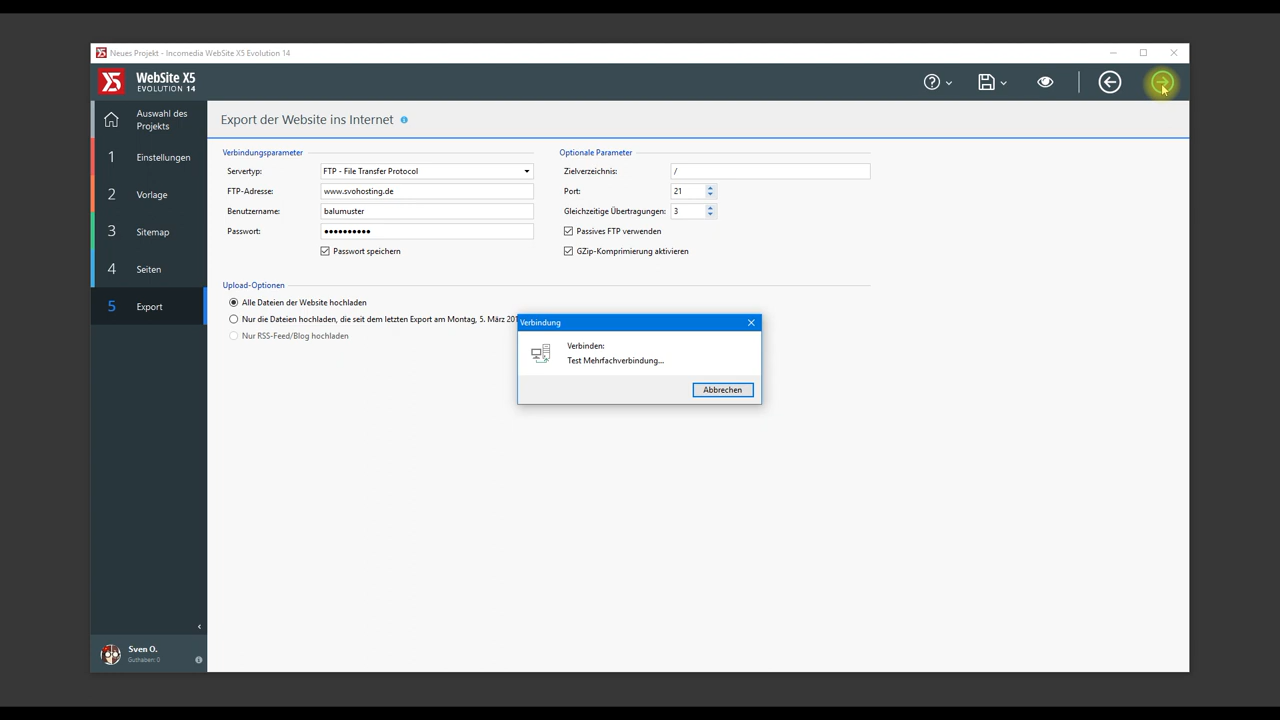 Neues Projekt - Incomedia WebSite X5 Evolution 14
WebSite X5
EVOLUTION 14
Auswahl des
Projekts
1 Einstellungen
2 Vorlage
3 Sitemap
4 Seiten
5 Export
Sven O.
Guthaben: 0
Export der Website ins Internet
Verbindungsparameter
Servertyp: FTP - File Transfer Protocol
FTP-Adresse: www.svohosting.de
Benutzername: balumuster
Passwort: ●●●●●●●●●●
Passwort speichern
Optionale Parameter
Zielverzeichnis: /
Port: 21
Gleichzeitige Übertragungen: 3
Passives FTP verwenden
GZip-Komprimierung aktivieren
Upload-Optionen
Alle Dateien der Website hochladen
Nur die Dateien hochladen, die seit dem letzten Export am Montag, 5. März 201
Nur RSS-Feed/Blog hochladen
Verbindung
Verbinden:
Test Mehrfachverbindung...
Abbrechen